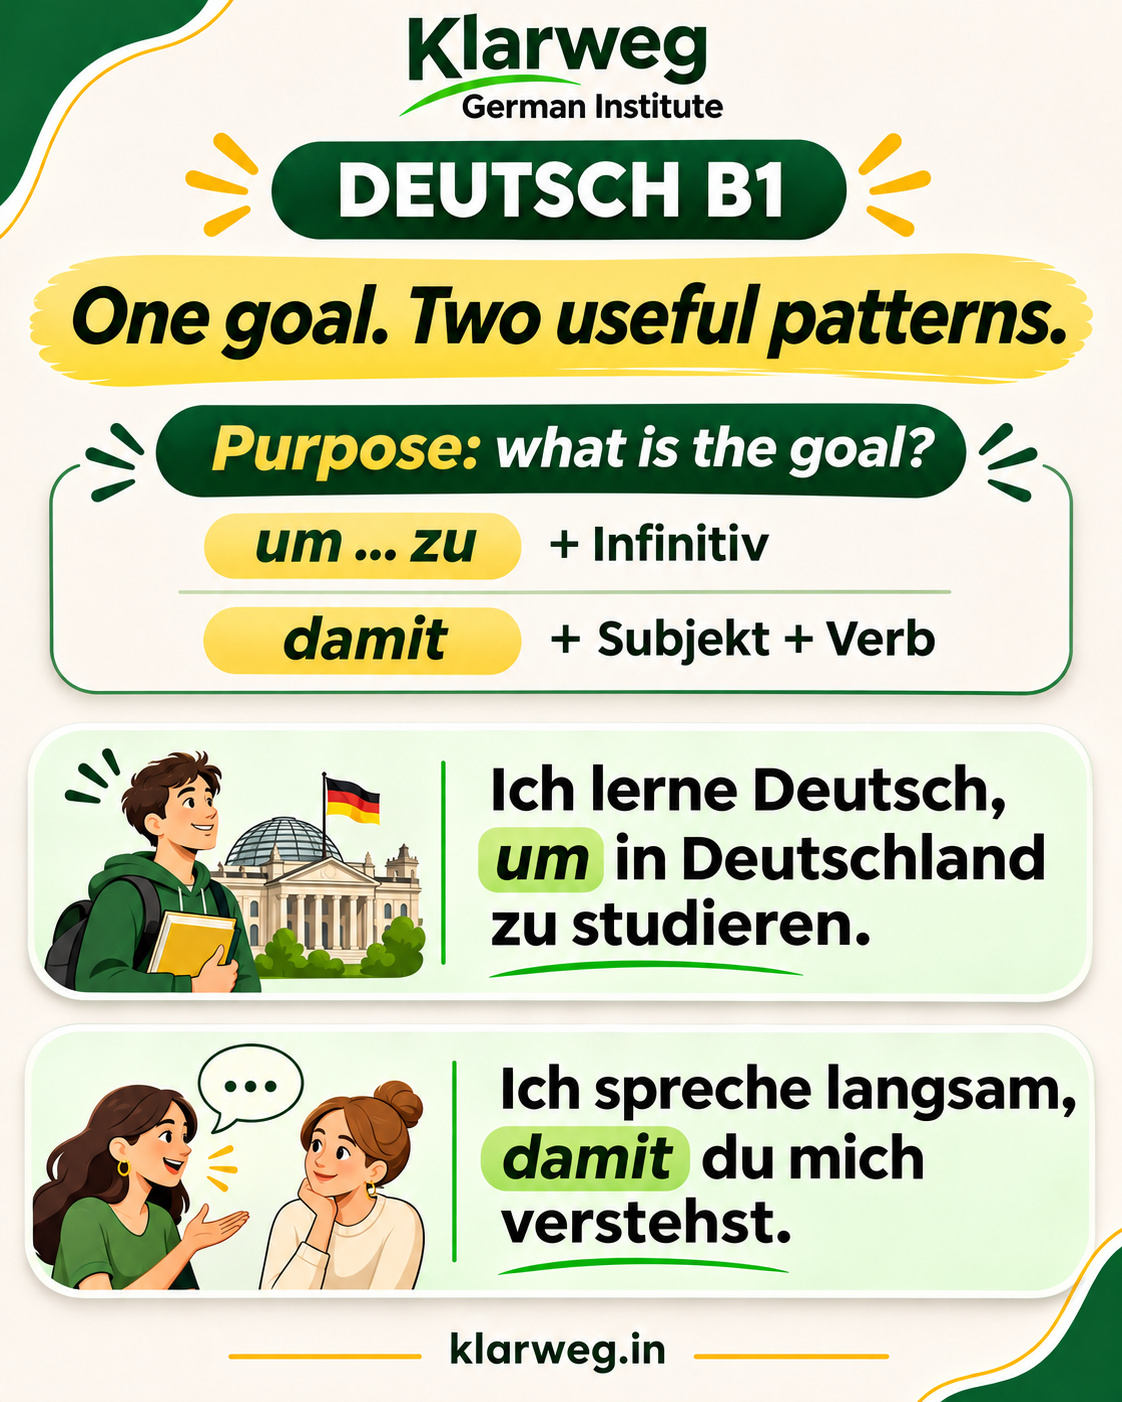 Klarweg
German Institute
DEUTSCH B1
One goal. Two useful patterns.
Purpose: what is the goal?
um ... zu + Infinitiv
damit + Subjekt + Verb
Ich lerne Deutsch,
um in Deutschland
zu studieren.
...
Ich spreche langsam,
damit du mich
verstehst.
klarweg.in